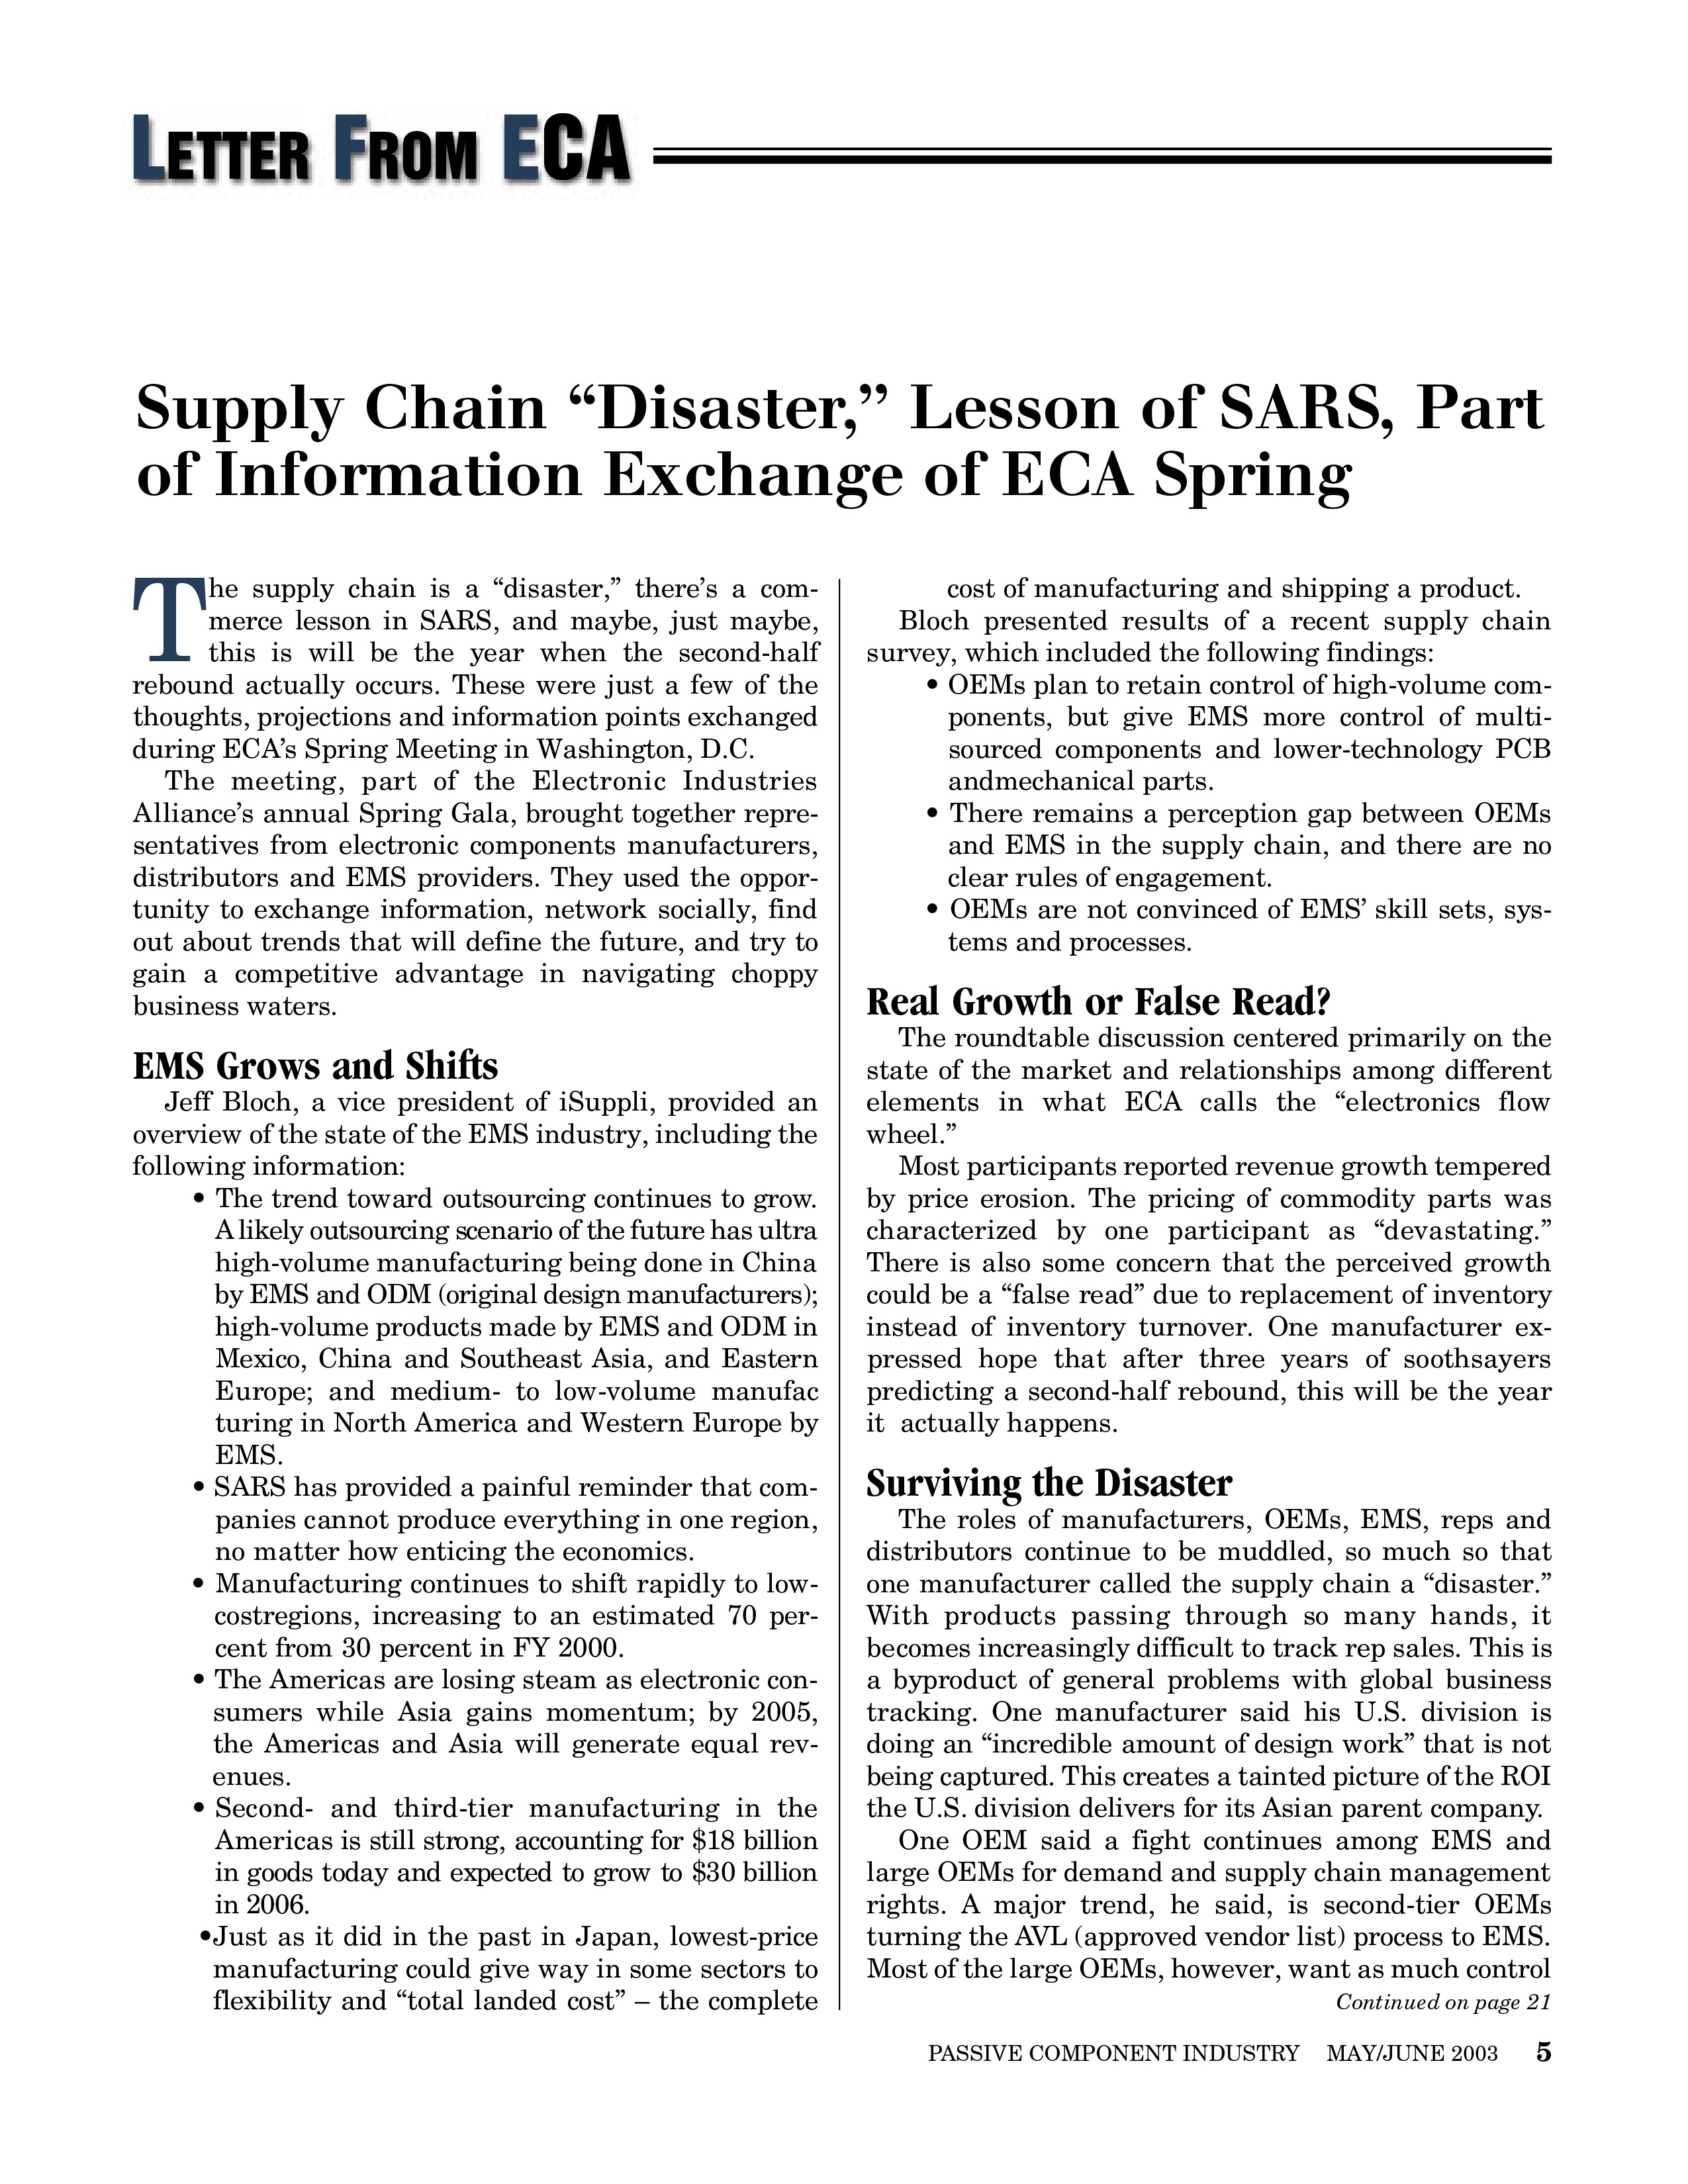 LETTER FROM ECA
Supply Chain “Disaster,” Lesson of SARS, Part
of Information Exchange of ECA Spring
The supply chain is a “disaster,” there’s a com-
merce lesson in SARS, and maybe, just maybe,
this is will be the year when the second-half
rebound actually occurs. These were just a few of the
thoughts, projections and information points exchanged
during ECA’s Spring Meeting in Washington, D.C.
The meeting, part of the Electronic Industries
Alliance’s annual Spring Gala, brought together repre-
sentatives from electronic components manufacturers,
distributors and EMS providers. They used the oppor-
tunity to exchange information, network socially, find
out about trends that will define the future, and try to
gain a competitive advantage in navigating choppy
business waters.
EMS Grows and Shifts
Jeff Bloch, a vice president of iSuppli, provided an
overview of the state of the EMS industry, including the
following information:
• The trend toward outsourcing continues to grow.
A likely outsourcing scenario of the future has ultra
high-volume manufacturing being done in China
by EMS and ODM (original design manufacturers);
high-volume products made by EMS and ODM in
Mexico, China and Southeast Asia, and Eastern
Europe; and medium- to low-volume manufac
turing in North America and Western Europe by
EMS.
• SARS has provided a painful reminder that com-
panies cannot produce everything in one region,
no matter how enticing the economics.
• Manufacturing continues to shift rapidly to low-
costregions, increasing to an estimated 70 per-
cent from 30 percent in FY 2000.
• The Americas are losing steam as electronic con-
sumers while Asia gains momentum; by 2005,
the Americas and Asia will generate equal rev-
enues.
• Second- and third-tier manufacturing in the
Americas is still strong, accounting for $18 billion
in goods today and expected to grow to $30 billion
in 2006.
•Just as it did in the past in Japan, lowest-price
manufacturing could give way in some sectors to
flexibility and “total landed cost” – the complete
cost of manufacturing and shipping a product.
Bloch presented results of a recent supply chain
survey, which included the following findings:
• OEMs plan to retain control of high-volume com-
ponents, but give EMS more control of multi-
sourced components and lower-technology PCB
andmechanical parts.
• There remains a perception gap between OEMs
and EMS in the supply chain, and there are no
clear rules of engagement.
• OEMs are not convinced of EMS’ skill sets, sys-
tems and processes.
Real Growth or False Read?
The roundtable discussion centered primarily on the
state of the market and relationships among different
elements in what ECA calls the “electronics flow
wheel.”
Most participants reported revenue growth tempered
by price erosion. The pricing of commodity parts was
characterized by one participant as “devastating.”
There is also some concern that the perceived growth
could be a “false read” due to replacement of inventory
instead of inventory turnover. One manufacturer ex-
pressed hope that after three years of soothsayers
predicting a second-half rebound, this will be the year
it actually happens.
Surviving the Disaster
The roles of manufacturers, OEMs, EMS, reps and
distributors continue to be muddled, so much so that
one manufacturer called the supply chain a “disaster.”
With products passing through so many hands, it
becomes increasingly difficult to track rep sales. This is
a byproduct of general problems with global business
tracking. One manufacturer said his U.S. division is
doing an “incredible amount of design work” that is not
being captured. This creates a tainted picture of the ROI
the U.S. division delivers for its Asian parent company.
One OEM said a fight continues among EMS and
large OEMs for demand and supply chain management
rights. A major trend, he said, is second-tier OEMs
turning the AVL (approved vendor list) process to EMS.
Most of the large OEMs, however, want as much control
Continued on page 21
PASSIVE COMPONENT INDUSTRY MAY/JUNE 2003 5